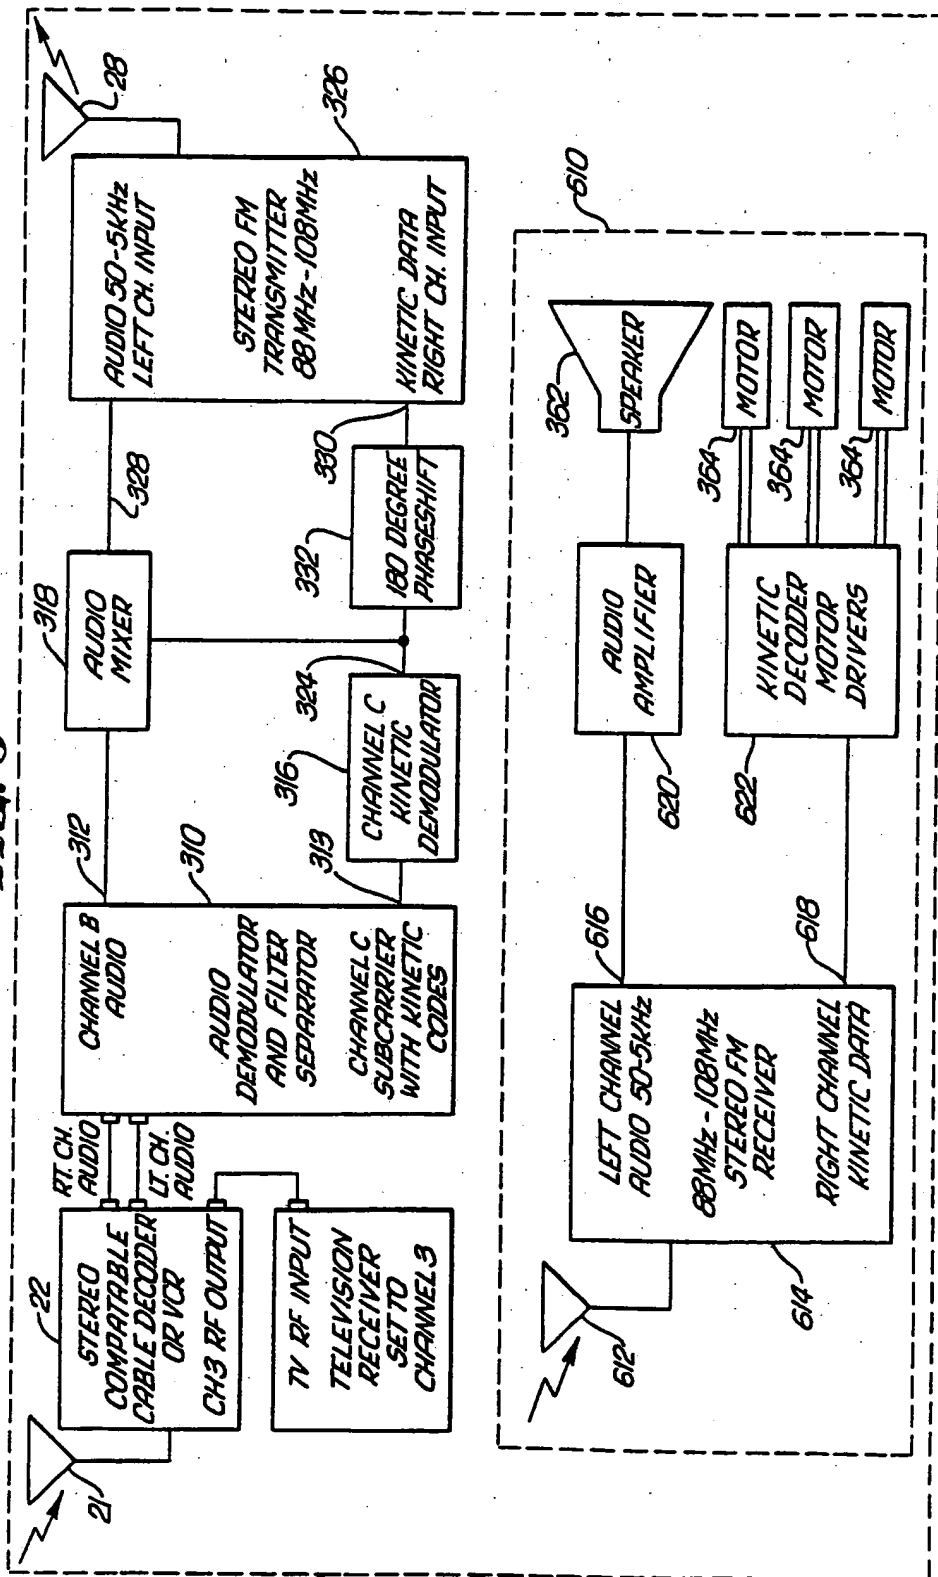 21
22
STEREO
COMPATABLE
CABLE DECODER
OR VCR
CH3 RF OUTPUT
RT. CH.
AUDIO
LT. CH.
AUDIO
TV RF INPUT
TELEVISION
RECEIVER
SET TO
CHANNEL 3
CHANNEL B
AUDIO
AUDIO
DEMODULATOR
AND FILTER
SEPARATOR
CHANNEL C
SUBCARRIER
WITH KINETIC
CODES
310
312
313
316
CHANNEL C
KINETIC
DEMODULATOR
324
318
AUDIO
MIXER
328
332
180 DEGREE
PHASESHIFT
330
AUDIO 50-5KHz
LEFT CH. INPUT
STEREO FM
TRANSMITTER
88 MHz-108MHz
KINETIC DATA
RIGHT CH. INPUT
326
28
610
612
614
LEFT CHANNEL
AUDIO 50-5KHz
88MHz-108MHz
STEREO FM
RECEIVER
RIGHT CHANNEL
KINETIC DATA
616
618
AUDIO
AMPLIFIER
620
622
KINETIC
DECODER
MOTOR
DRIVERS
362
SPEAKER
364
MOTOR
364
MOTOR
364
MOTOR